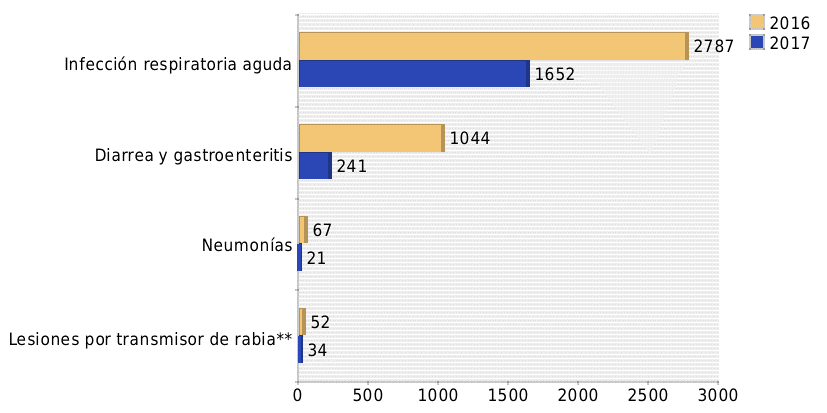 2016
2017
Infección respiratoria aguda
2787
1652
Diarrea y gastroenteritis
1044
241
Neumonías
67
21
Lesiones por transmisor de rabia**
52
34
0 500 1000 1500 2000 2500 3000